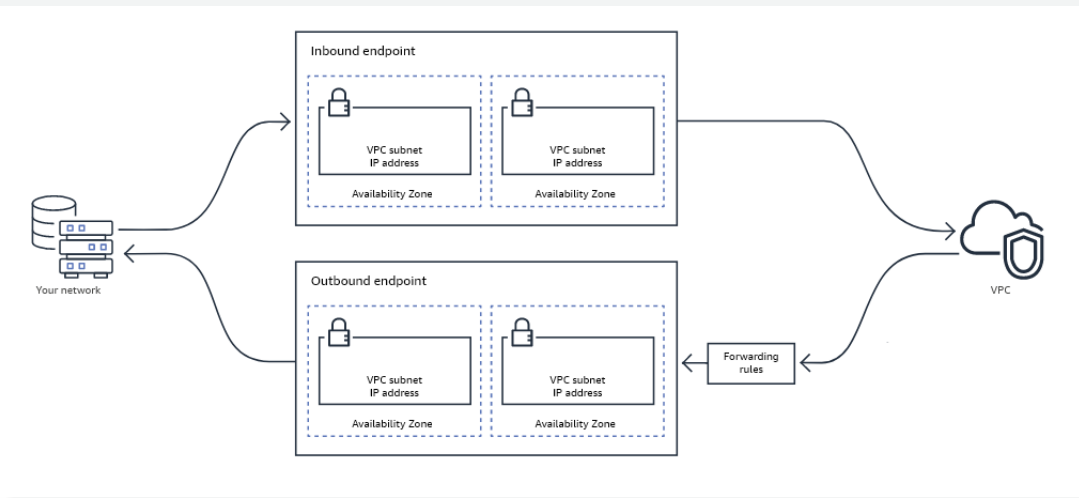 Inbound endpoint
VPC subnet
IP address
Availability Zone
VPC subnet
IP address
Availability Zone
Your network
VPC
Outbound endpoint
VPC subnet
IP address
Availability Zone
VPC subnet
IP address
Availability Zone
Forwarding
rules